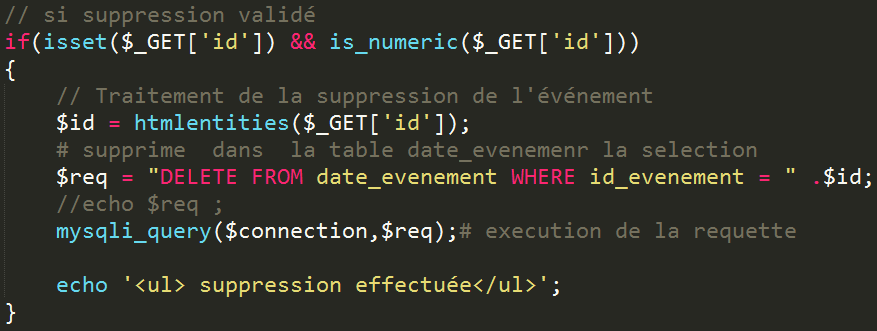 // si suppression validé
if(isset($_GET['id']) && is_numeric($_GET['id']))
{
    // Traitement de la suppression de l'événement
    $id = htmlentities($_GET['id']);
    # supprime  dans  la table date_evenemenr la selection
    $req = "DELETE FROM date_evenement WHERE id_evenement = " .$id;
    //echo $req ;
    mysqli_query($connection,$req);# execution de la requette
    echo '<ul> suppression effectuée</ul>';
}